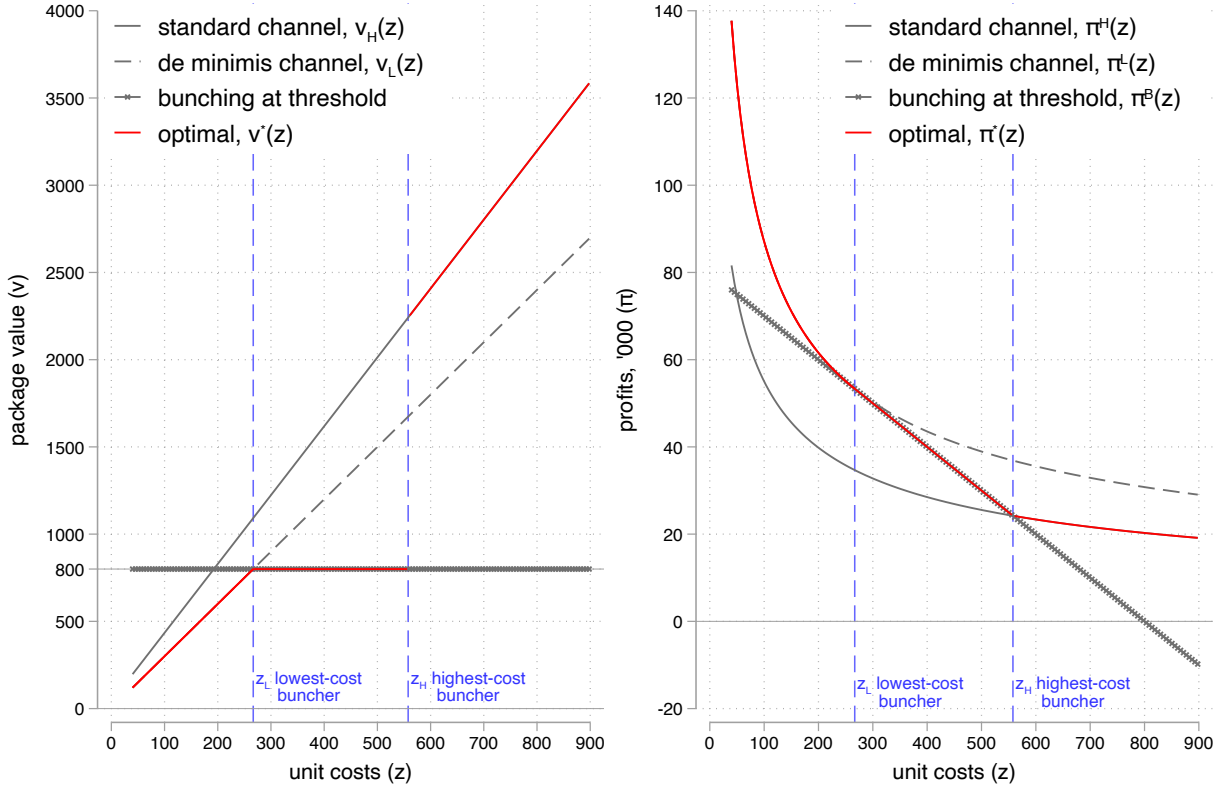 standard channel, v_H(z)
de minimis channel, v_L(z)
bunching at threshold
optimal, v*(z)
4000
3500
3000
2500
2000
1500
1000
800
500
0
package value (v)
z_L lowest-cost
buncher
z_H highest-cost
buncher
0 100 200 300 400 500 600 700 800 900
unit costs (z)
standard channel, π^H(z)
de minimis channel, π^L(z)
bunching at threshold, π^B(z)
optimal, π*(z)
140
120
100
80
60
40
20
0
-20
profits, '000 (π)
z_L lowest-cost
buncher
z_H highest-cost
buncher
0 100 200 300 400 500 600 700 800 900
unit costs (z)